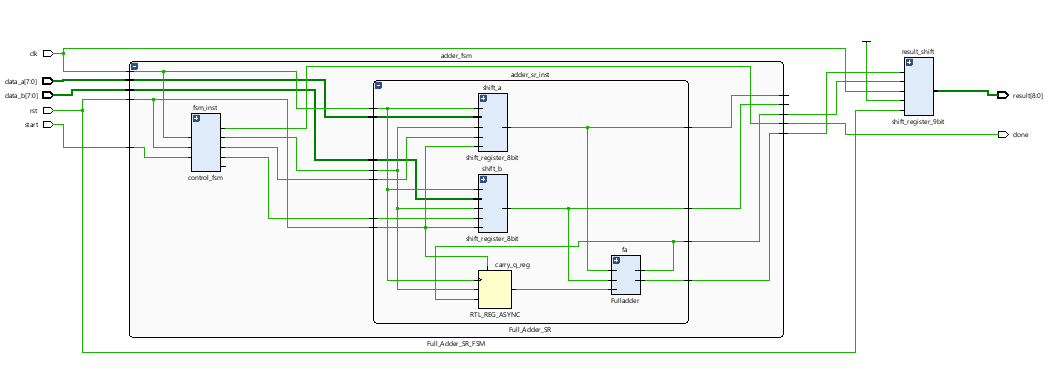 clk
data_a[7:0]
data_b[7:0]
rst
start
adder_fsm
fsm_inst
control_fsm
adder_sr_inst
shift_a
shift_register_8bit
shift_b
shift_register_8bit
carry_q_reg
RTL_REG_ASYNC
fa
Fulladder
Full_Adder_SR
Full_Adder_SR_FSM
result_shift
shift_register_9bit
result[8:0]
done